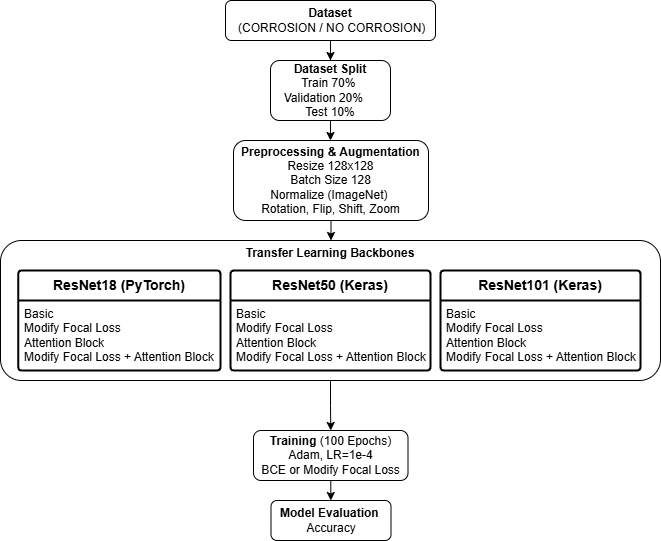 Dataset
(CORROSION / NO CORROSION)
Dataset Split
Train 70%
Validation 20%
Test 10%
Preprocessing & Augmentation
Resize 128x128
Batch Size 128
Normalize (ImageNet)
Rotation, Flip, Shift, Zoom
Transfer Learning Backbones
ResNet18 (PyTorch)
Basic
Modify Focal Loss
Attention Block
Modify Focal Loss + Attention Block
ResNet50 (Keras)
Basic
Modify Focal Loss
Attention Block
Modify Focal Loss + Attention Block
ResNet101 (Keras)
Basic
Modify Focal Loss
Attention Block
Modify Focal Loss + Attention Block
Training (100 Epochs)
Adam, LR=1e-4
BCE or Modify Focal Loss
Model Evaluation
Accuracy